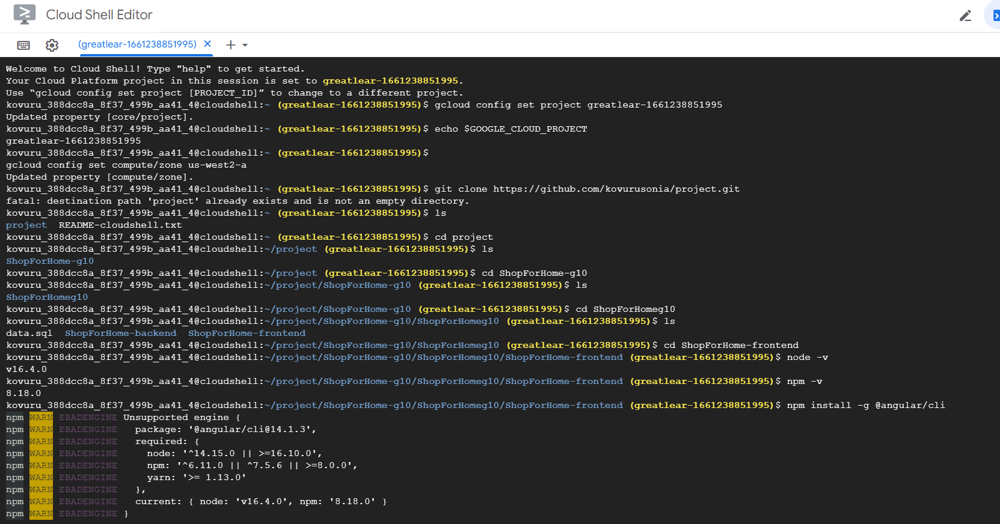 Cloud Shell Editor
(greatlear-1661238851995)
Welcome to Cloud Shell! Type "help" to get started.
Your Cloud Platform project in this session is set to greatlear-1661238851995.
Use “gcloud config set project [PROJECT_ID]” to change to a different project.
kovuru_388dcc8a_8f37_499b_aa41_4@cloudshell:~ (greatlear-1661238851995)$ gcloud config set project greatlear-1661238851995
Updated property [core/project].
kovuru_388dcc8a_8f37_499b_aa41_4@cloudshell:~ (greatlear-1661238851995)$ echo $GOOGLE_CLOUD_PROJECT
greatlear-1661238851995
kovuru_388dcc8a_8f37_499b_aa41_4@cloudshell:~ (greatlear-1661238851995)$
gcloud config set compute/zone us-west2-a
Updated property [compute/zone].
kovuru_388dcc8a_8f37_499b_aa41_4@cloudshell:~ (greatlear-1661238851995)$ git clone https://github.com/kovurusonia/project.git
fatal: destination path 'project' already exists and is not an empty directory.
kovuru_388dcc8a_8f37_499b_aa41_4@cloudshell:~ (greatlear-1661238851995)$ ls
project  README-cloudshell.txt
kovuru_388dcc8a_8f37_499b_aa41_4@cloudshell:~ (greatlear-1661238851995)$ cd project
kovuru_388dcc8a_8f37_499b_aa41_4@cloudshell:~/project (greatlear-1661238851995)$ ls
ShopForHome-g10
kovuru_388dcc8a_8f37_499b_aa41_4@cloudshell:~/project (greatlear-1661238851995)$ cd ShopForHome-g10
kovuru_388dcc8a_8f37_499b_aa41_4@cloudshell:~/project/ShopForHome-g10 (greatlear-1661238851995)$ ls
ShopForHomeg10
kovuru_388dcc8a_8f37_499b_aa41_4@cloudshell:~/project/ShopForHome-g10 (greatlear-1661238851995)$ cd ShopForHomeg10
kovuru_388dcc8a_8f37_499b_aa41_4@cloudshell:~/project/ShopForHome-g10/ShopForHomeg10 (greatlear-1661238851995)$ ls
data.sql  ShopForHome-backend  ShopForHome-frontend
kovuru_388dcc8a_8f37_499b_aa41_4@cloudshell:~/project/ShopForHome-g10/ShopForHomeg10 (greatlear-1661238851995)$ cd ShopForHome-frontend
kovuru_388dcc8a_8f37_499b_aa41_4@cloudshell:~/project/ShopForHome-g10/ShopForHomeg10/ShopForHome-frontend (greatlear-1661238851995)$ node -v
v16.4.0
kovuru_388dcc8a_8f37_499b_aa41_4@cloudshell:~/project/ShopForHome-g10/ShopForHomeg10/ShopForHome-frontend (greatlear-1661238851995)$ npm -v
8.18.0
kovuru_388dcc8a_8f37_499b_aa41_4@cloudshell:~/project/ShopForHome-g10/ShopForHomeg10/ShopForHome-frontend (greatlear-1661238851995)$ npm install -g @angular/cli
npm WARN EBADENGINE Unsupported engine {
npm WARN EBADENGINE   package: '@angular/cli@14.1.3',
npm WARN EBADENGINE   required: {
npm WARN EBADENGINE     node: '^14.15.0 || >=16.10.0',
npm WARN EBADENGINE     npm: '^6.11.0 || ^7.5.6 || >=8.0.0',
npm WARN EBADENGINE     yarn: '>= 1.13.0'
npm WARN EBADENGINE   },
npm WARN EBADENGINE   current: { node: 'v16.4.0', npm: '8.18.0' }
npm WARN EBADENGINE }